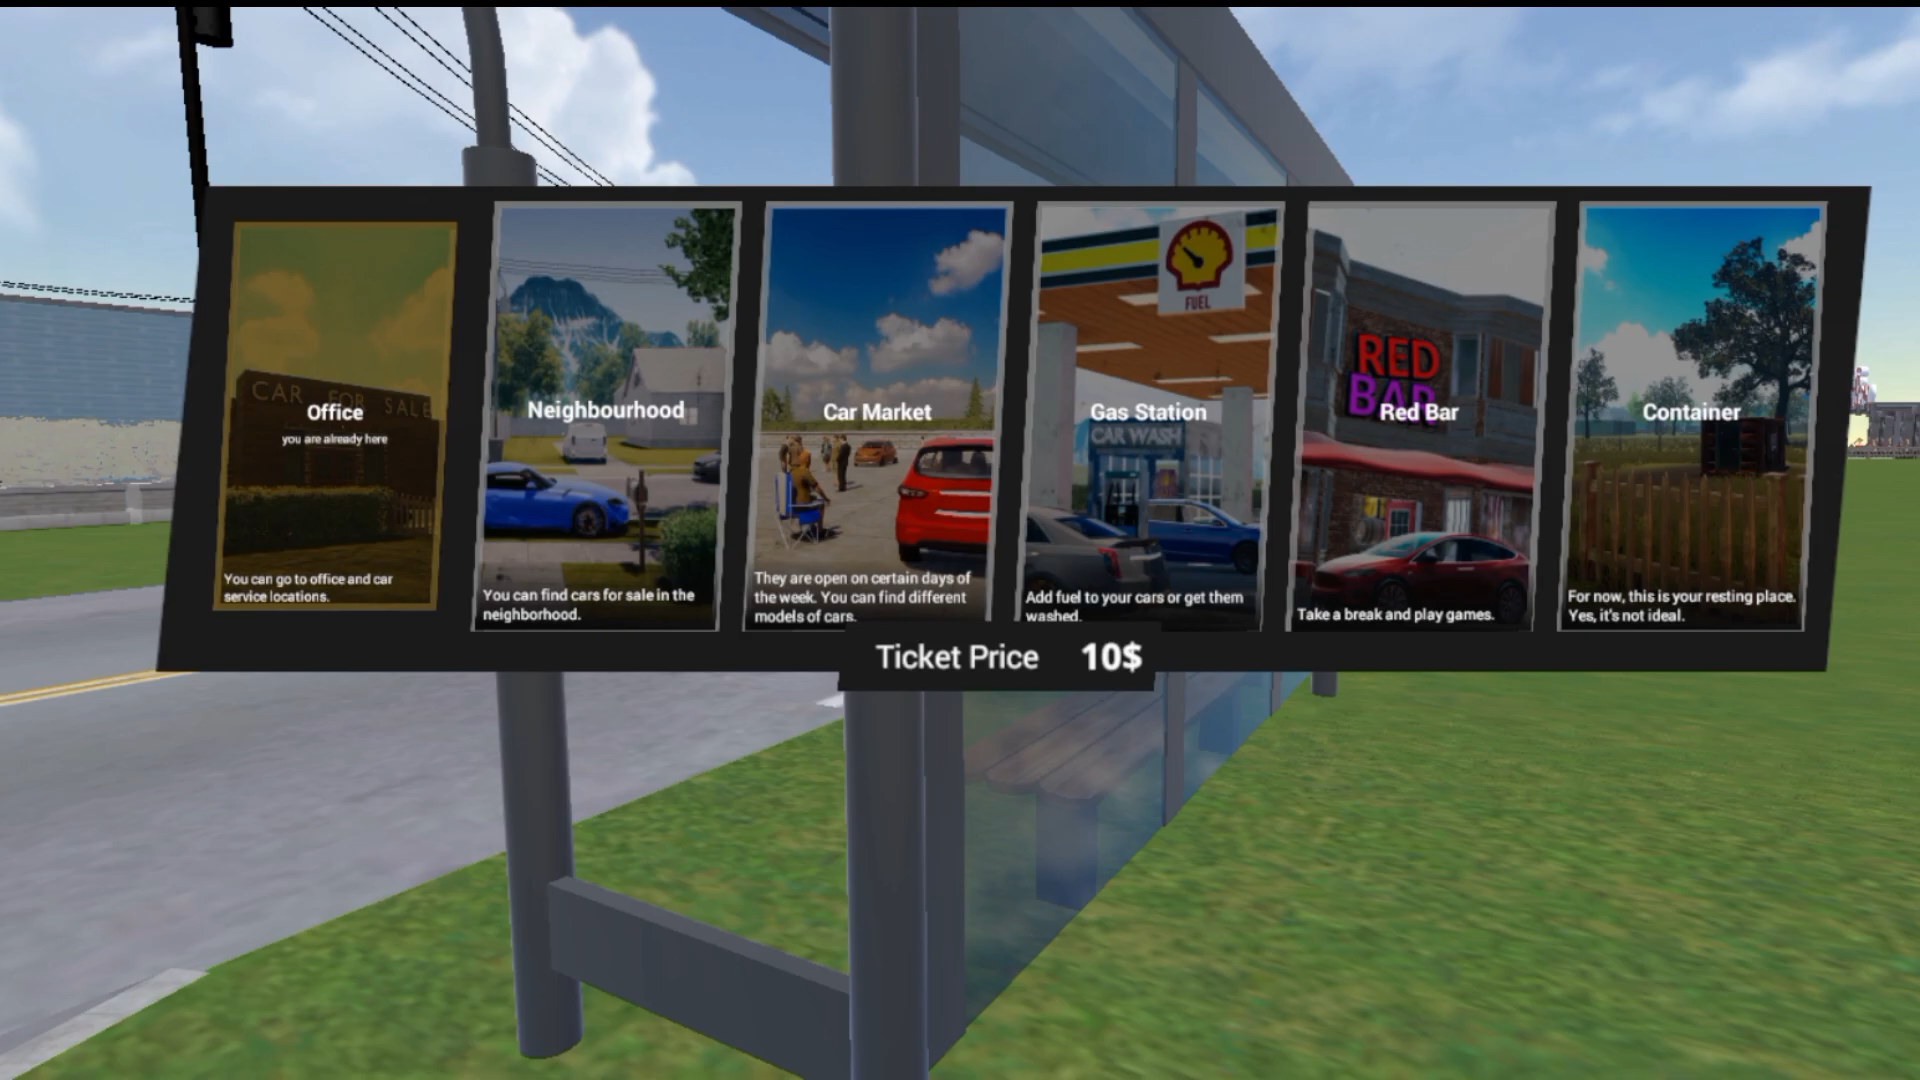 CAR FOR SALE
Office
you are already here
You can go to office and car
service locations.
Neighbourhood
You can find cars for sale in the
neighborhood.
Car Market
They are open on certain days of
the week. You can find different
models of cars.
FUEL
Gas Station
CAR WASH
Add fuel to your cars or get them
washed.
RED
BAR
Red Bar
Take a break and play games.
Container
For now, this is your resting place.
Yes, it's not ideal.
Ticket Price 10$